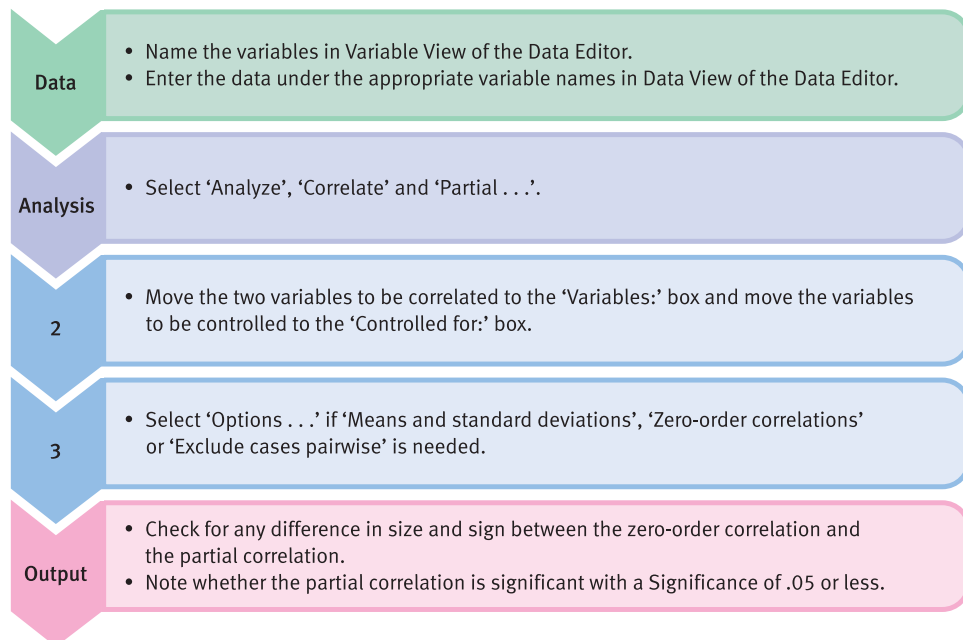 Data
• Name the variables in Variable View of the Data Editor.
• Enter the data under the appropriate variable names in Data View of the Data Editor.
Analysis
• Select ‘Analyze’, ‘Correlate’ and ‘Partial . . .’.
2
• Move the two variables to be correlated to the ‘Variables:’ box and move the variables
to be controlled to the ‘Controlled for:’ box.
3
• Select ‘Options . . .’ if ‘Means and standard deviations’, ‘Zero-order correlations’
or ‘Exclude cases pairwise’ is needed.
Output
• Check for any difference in size and sign between the zero-order correlation and
the partial correlation.
• Note whether the partial correlation is significant with a Significance of .05 or less.